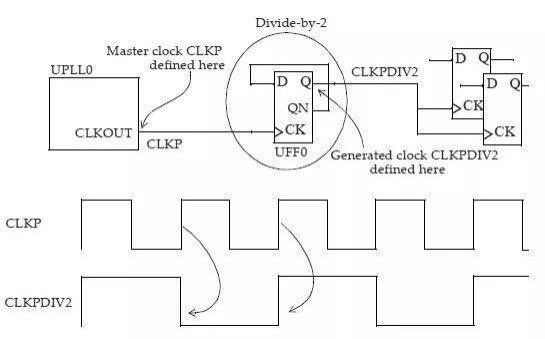 Divide-by-2
Master clock CLKP
defined here
UPLL0
CLKOUT
CLKP
D Q
QN
CK
UFF0
CLKPDIV2
Generated clock CLKPDIV2
defined here
D Q
CK
D Q
CK
CLKP
CLKPDIV2